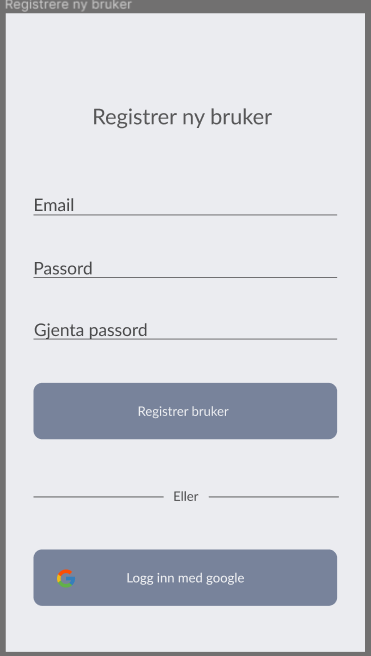 Registrere ny bruker
Registrer ny bruker
Email
Passord
Gjenta passord
Registrer bruker
Eller
Logg inn med google